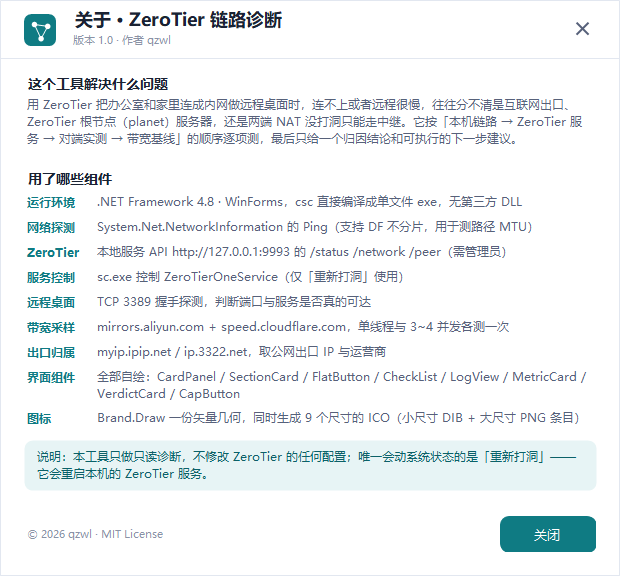 关于 · ZeroTier 链路诊断
版本 1.0 · 作者 qzwl
这个工具解决什么问题
用 ZeroTier 把办公室和家里连成内网做远程桌面时，连不上或者远程很慢，往往分不清是互联网出口、
ZeroTier 根节点（planet）服务器，还是两端 NAT 没打洞只能走中继。它按「本机链路 → ZeroTier 服
务 → 对端实测 → 带宽基线」的顺序逐项测，最后只给一个归因结论和可执行的下一步建议。
用了哪些组件
运行环境 .NET Framework 4.8 · WinForms，csc 直接编译成单文件 exe，无第三方 DLL
网络探测 System.Net.NetworkInformation 的 Ping（支持 DF 不分片，用于测路径 MTU）
ZeroTier 本地服务 API http://127.0.0.1:9993 的 /status /network /peer（需管理员）
服务控制 sc.exe 控制 ZeroTierOneService（仅「重新打洞」使用）
远程桌面 TCP 3389 握手探测，判断端口与服务是否真的可达
带宽采样 mirrors.aliyun.com + speed.cloudflare.com，单线程与 3~4 并发各测一次
出口归属 myip.ipip.net / ip.3322.net，取公网出口 IP 与运营商
界面组件 全部自绘：CardPanel / SectionCard / FlatButton / CheckList / LogView / MetricCard /
VerdictCard / CapButton
图标 Brand.Draw 一份矢量几何，同时生成 9 个尺寸的 ICO（小尺寸 DIB + 大尺寸 PNG 条目）
说明：本工具只做只读诊断，不修改 ZeroTier 的任何配置；唯一会动系统状态的是「重新打洞」——
它会重启本机的 ZeroTier 服务。
© 2026 qzwl · MIT License
关闭